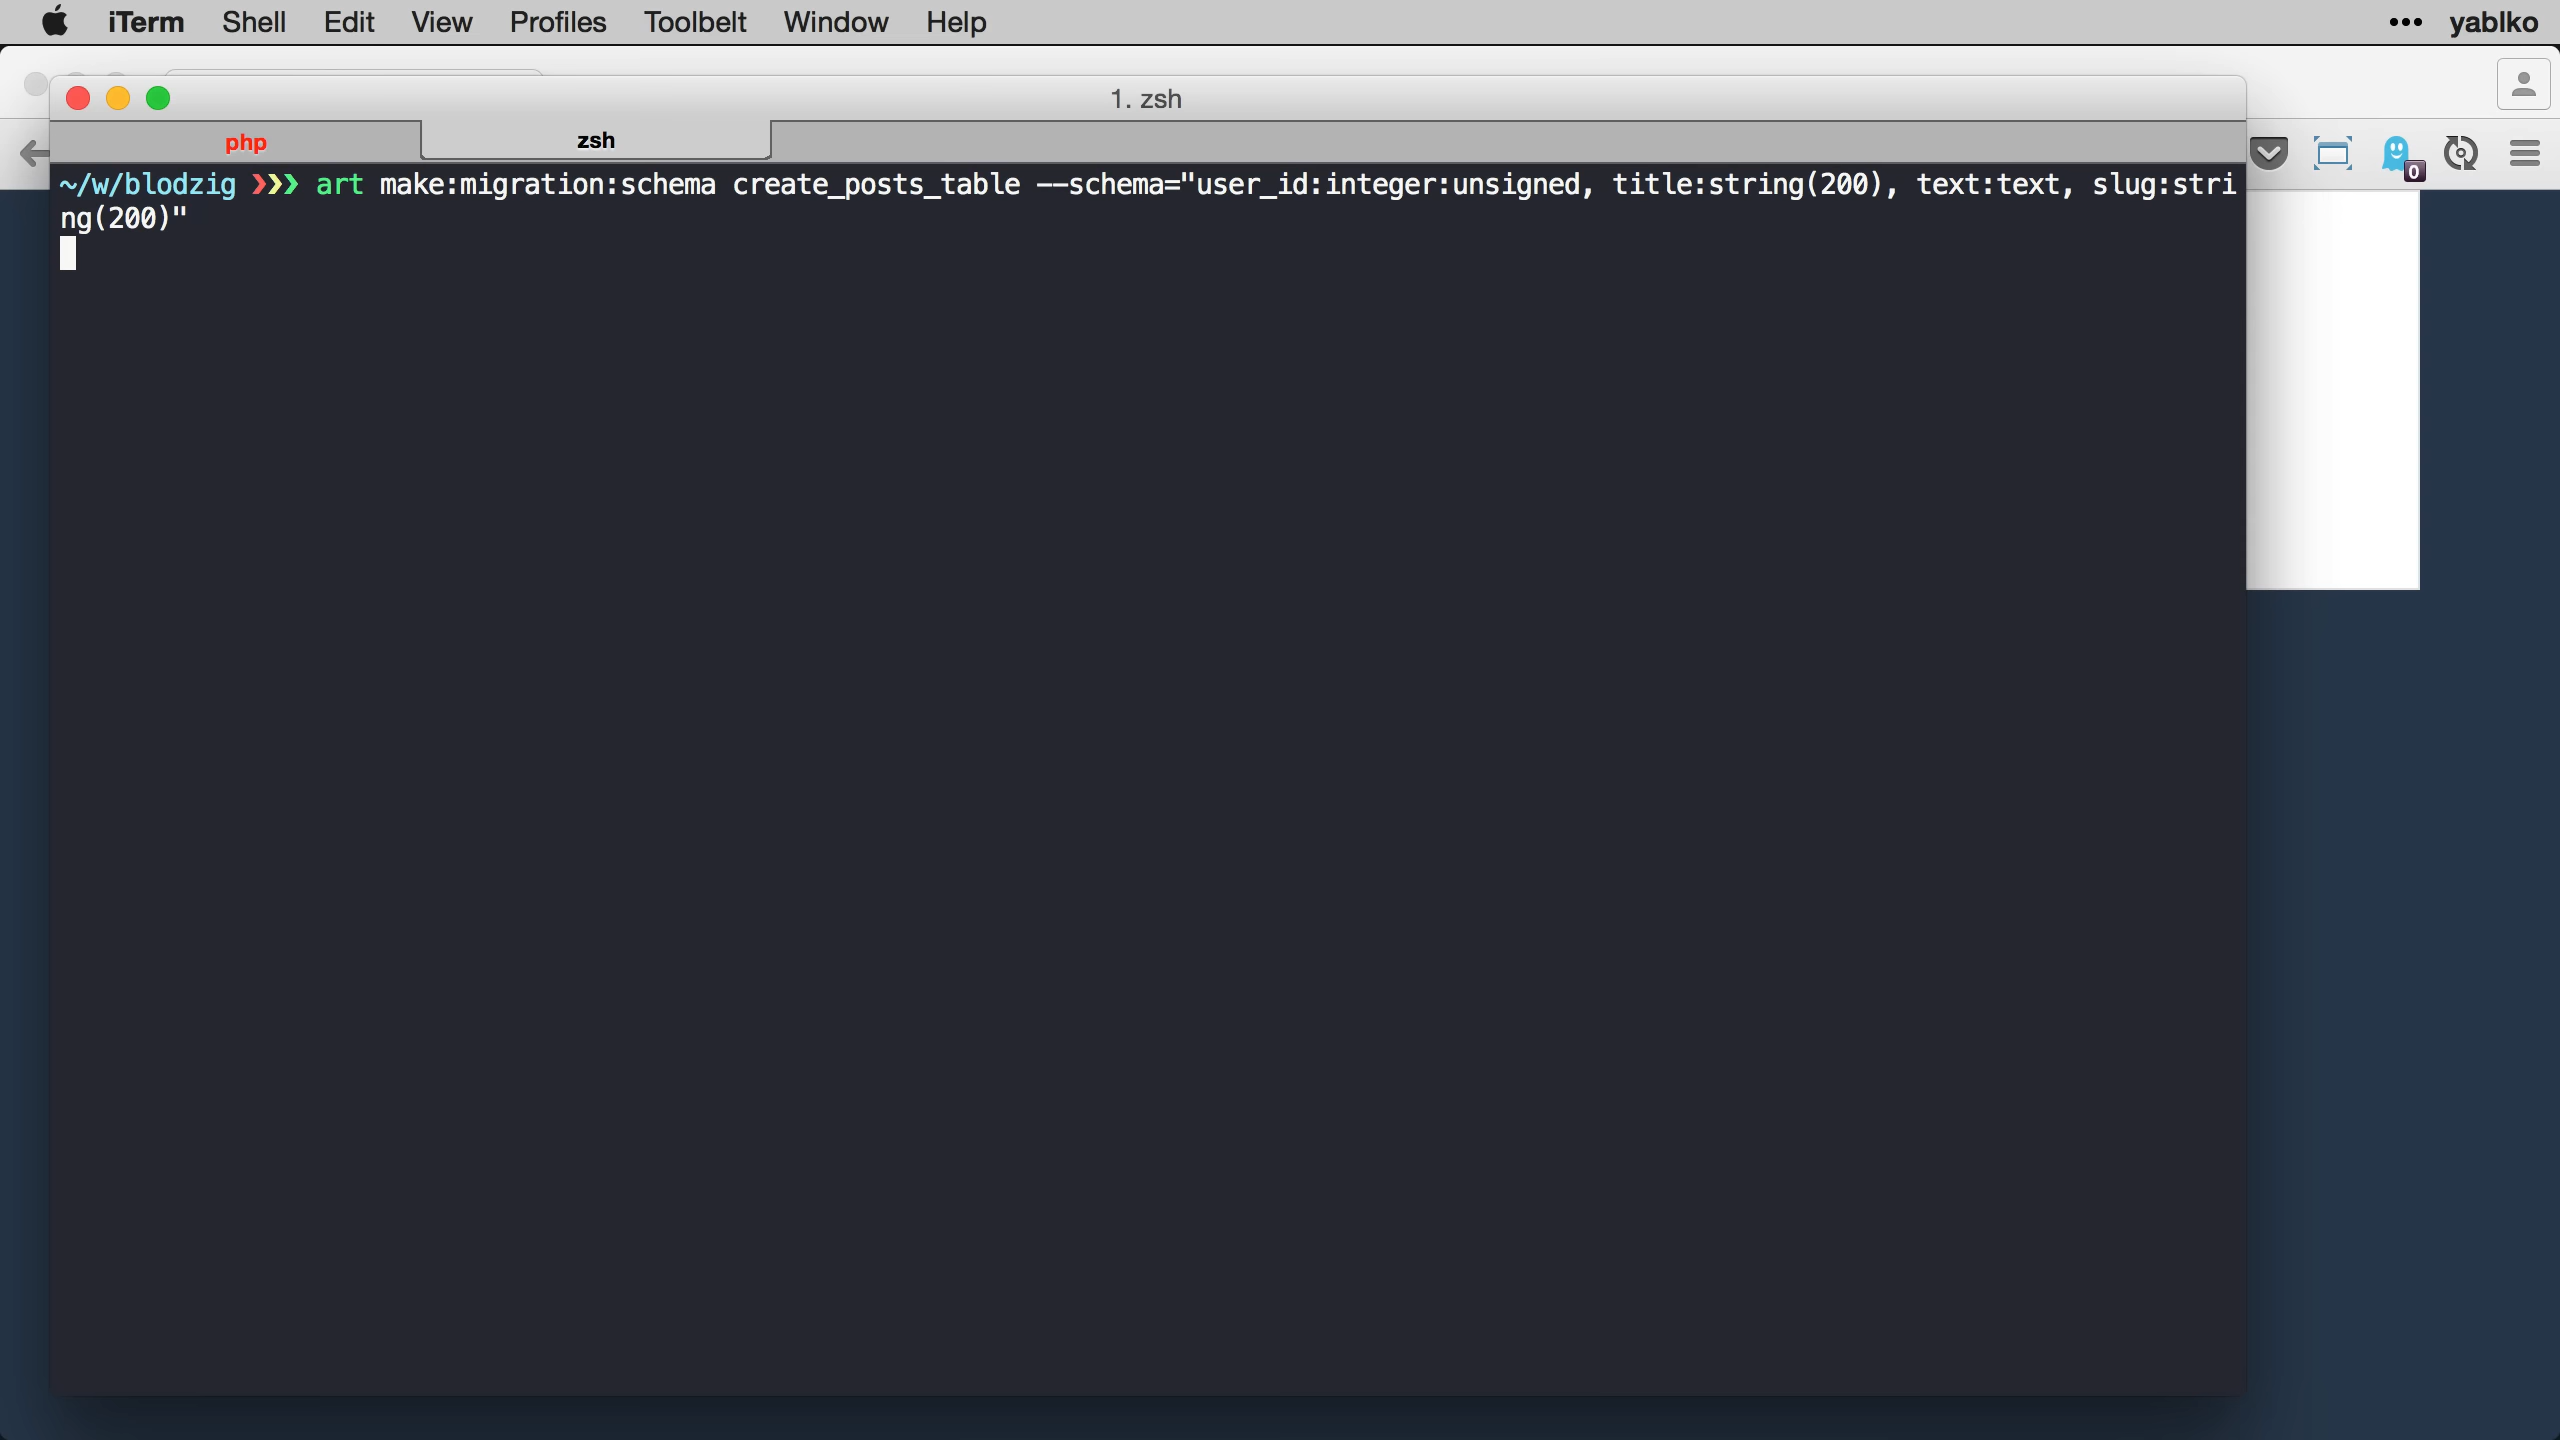 iTerm Shell Edit View Profiles Toolbelt Window Help ••• yablko
1. zsh
php zsh
~/w/blodzig ❯❯❯ art make:migration:schema create_posts_table --schema="user_id:integer:unsigned, title:string(200), text:text, slug:stri
ng(200)"
0